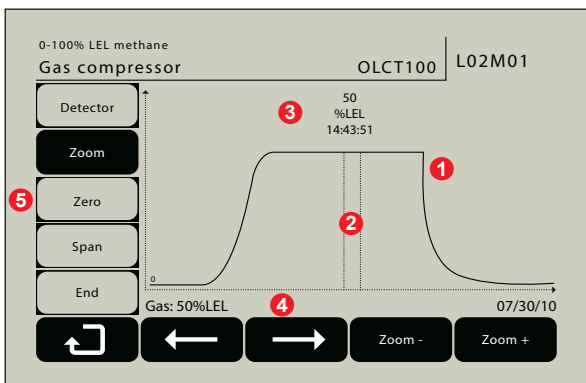 0-100% LEL methane
Gas compressor OLCT100 L02M01
Detector
Zoom
Zero
Span
End
50
%LEL
14:43:51
3
1
2
5
0
Gas: 50%LEL 4 07/30/10
Zoom - Zoom +